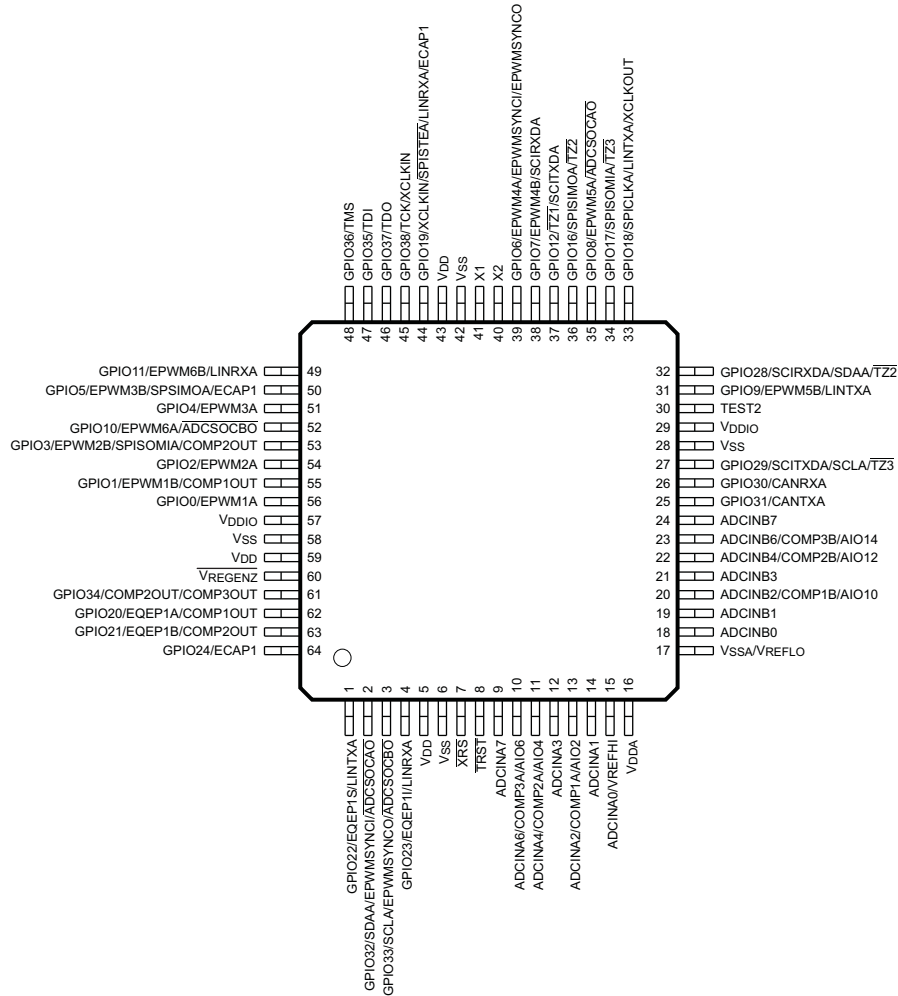 GPIO36/TMS
GPIO35/TDI
GPIO37/TDO
GPIO38/TCK/XCLKIN
GPIO19/XCLKIN/SPISTEA/LINRXA/ECAP1
VDD
VSS
X1
X2
GPIO6/EPWM4A/EPWMSYNCI/EPWMSYNCO
GPIO7/EPWM4B/SCIRXDA
GPIO12/TZ1/SCITXDA
GPIO16/SPISIMOA/TZ2
GPIO8/EPWM5A/ADCSOCAO
GPIO17/SPISOMIA/TZ3
GPIO18/SPICLKA/LINTXA/XCLKOUT
48
47
46
45
44
43
42
41
40
39
38
37
36
35
34
33
GPIO11/EPWM6B/LINRXA 49
GPIO5/EPWM3B/SPSIMOA/ECAP1 50
GPIO4/EPWM3A 51
GPIO10/EPWM6A/ADCSOCBO 52
GPIO3/EPWM2B/SPISOMIA/COMP2OUT 53
GPIO2/EPWM2A 54
GPIO1/EPWM1B/COMP1OUT 55
GPIO0/EPWM1A 56
VDDIO 57
VSS 58
VDD 59
VREGENZ 60
GPIO34/COMP2OUT/COMP3OUT 61
GPIO20/EQEP1A/COMP1OUT 62
GPIO21/EQEP1B/COMP2OUT 63
GPIO24/ECAP1 64
32 GPIO28/SCIRXDA/SDAA/TZ2
31 GPIO9/EPWM5B/LINTXA
30 TEST2
29 VDDIO
28 VSS
27 GPIO29/SCITXDA/SCLA/TZ3
26 GPIO30/CANRXA
25 GPIO31/CANTXA
24 ADCINB7
23 ADCINB6/COMP3B/AIO14
22 ADCINB4/COMP2B/AIO12
21 ADCINB3
20 ADCINB2/COMP1B/AIO10
19 ADCINB1
18 ADCINB0
17 VSSA/VREFLO
1
2
3
4
5
6
7
8
9
10
11
12
13
14
15
16
GPIO22/EQEP1S/LINTXA
GPIO32/SDAA/EPWMSYNCI/ADCSOCAO
GPIO33/SCLA/EPWMSYNCO/ADCSOCBO
GPIO23/EQEP1I/LINRXA
VDD
VSS
XRS
TRST
ADCINA7
ADCINA6/COMP3A/AIO6
ADCINA4/COMP2A/AIO4
ADCINA3
ADCINA2/COMP1A/AIO2
ADCINA1
ADCINA0/VREFHI
VDDA